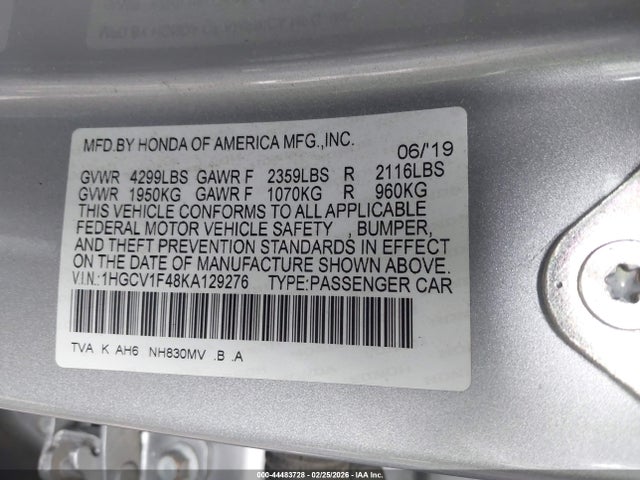 MFD.BY HONDA OF AMERICA MFG.,INC. 06/'19
GVWR 4299LBS GAWR F 2359LBS R 2116LBS
GVWR 1950KG GAWR F 1070KG R 960KG
THIS VEHICLE CONFORMS TO ALL APPLICABLE
FEDERAL MOTOR VEHICLE SAFETY , BUMPER,
AND THEFT PREVENTION STANDARDS IN EFFECT
ON THE DATE OF MANUFACTURE SHOWN ABOVE.
V.I.N.:1HGCV1F48KA129276 TYPE:PASSENGER CAR
TVA K AH6 NH830MV .B .A
000-44483728 - 02/25/2026 - IAA Inc.